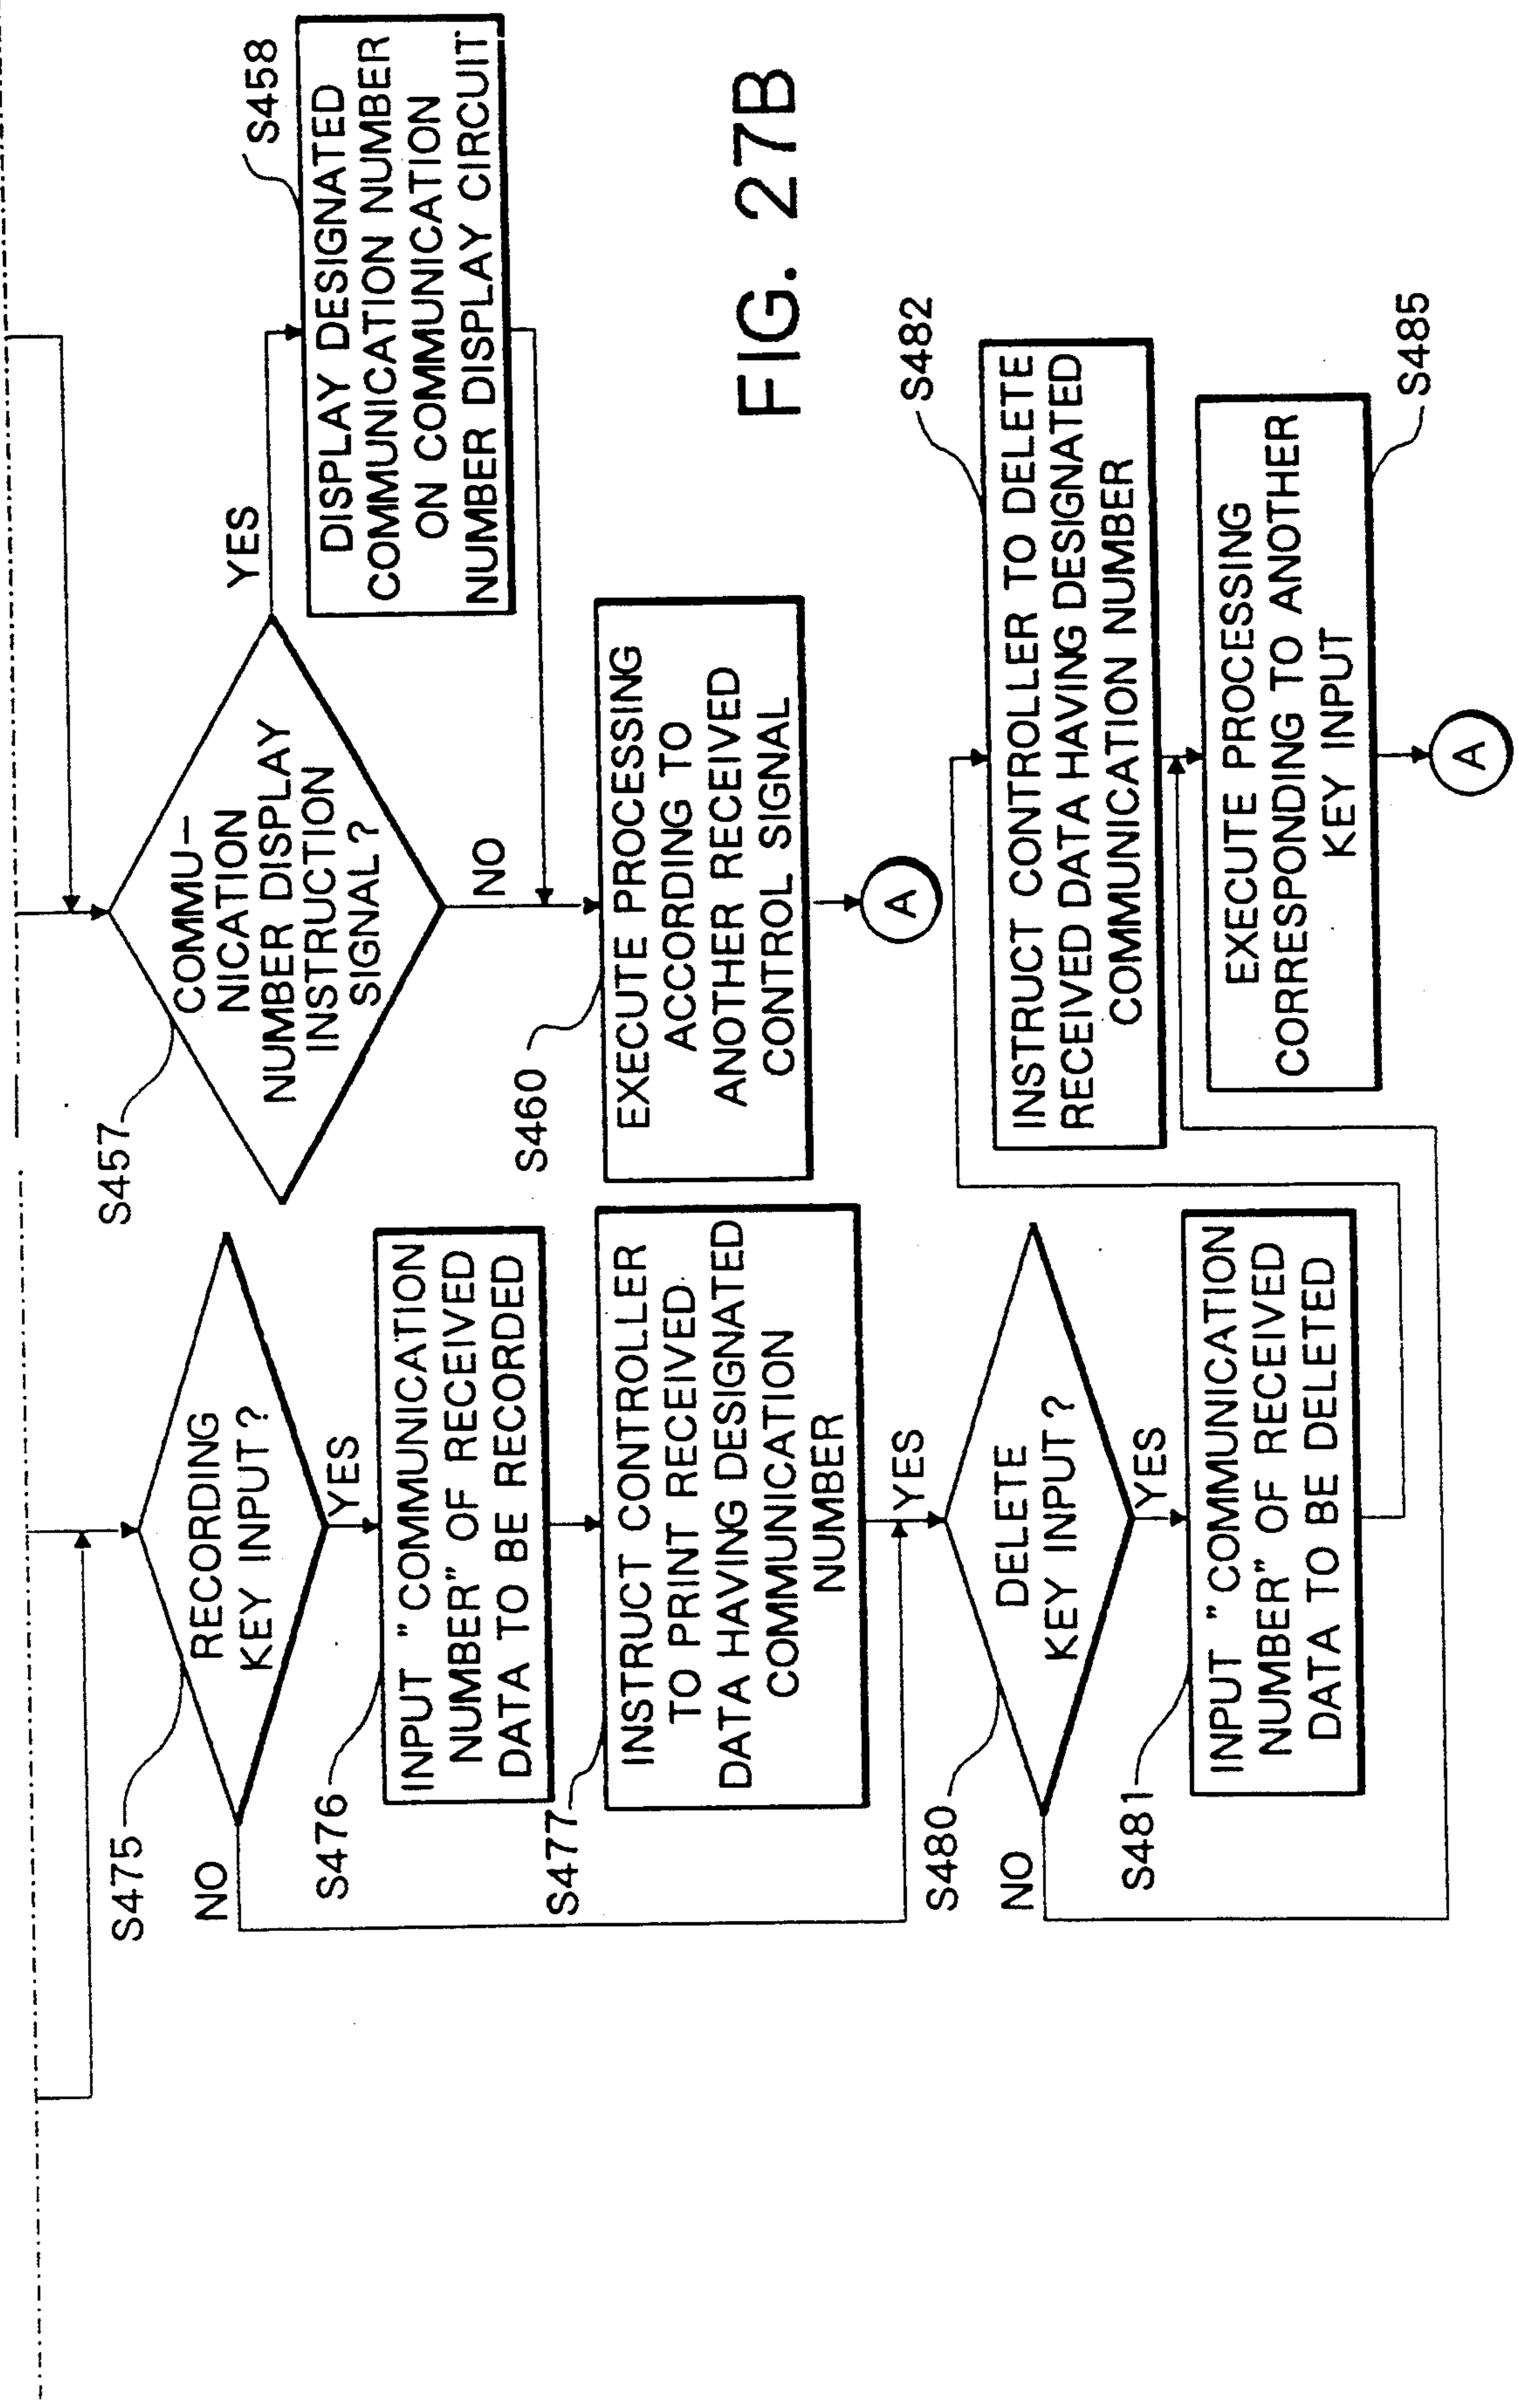 S475
RECORDING
KEY INPUT?
NO
YES
S476
INPUT "COMMUNICATION
NUMBER" OF RECEIVED
DATA TO BE RECORDED
S477
INSTRUCT CONTROLLER
TO PRINT RECEIVED
DATA HAVING DESIGNATED
COMMUNICATION
NUMBER
YES
S480
DELETE
KEY INPUT?
NO
YES
S481
INPUT "COMMUNICATION
NUMBER" OF RECEIVED
DATA TO BE DELETED
S457
COMMU-
NICATION
NUMBER DISPLAY
INSTRUCTION
SIGNAL?
YES
NO
S458
DISPLAY DESIGNATED
COMMUNICATION NUMBER
ON COMMUNICATION
NUMBER DISPLAY CIRCUIT
S460
EXECUTE PROCESSING
ACCORDING TO
ANOTHER RECEIVED
CONTROL SIGNAL
A
S482
INSTRUCT CONTROLLER TO DELETE
RECEIVED DATA HAVING DESIGNATED
COMMUNICATION NUMBER
S485
EXECUTE PROCESSING
CORRESPONDING TO ANOTHER
KEY INPUT
A
FIG. 27B